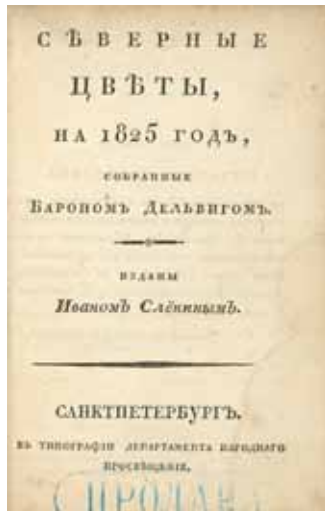 СѢВЕРНЫЕ
ЦВѢТЫ,
НА 1825 ГОДЪ,
СОБРАННЫЕ
БАРОНОМЪ ДЕЛЬВИГОМЪ.
ИЗДАНЫ
Иваномъ Слёнинымъ.
САНКТПЕТЕРБУРГЪ.
ВЪ ТИПОГРАФІИ ДЕПАРТАМЕНТА НАРОДНАГО
ПРОСВѢЩЕНІЯ.